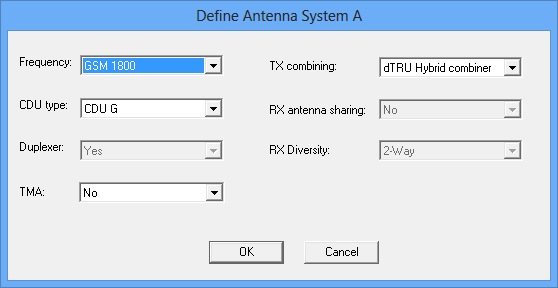 Define Antenna System A
Frequency: GSM 1800
TX combining: dTRU Hybrid combiner
CDU type: CDU G
RX antenna sharing: No
Duplexer: Yes
RX Diversity: 2-Way
TMA: No
OK
Cancel